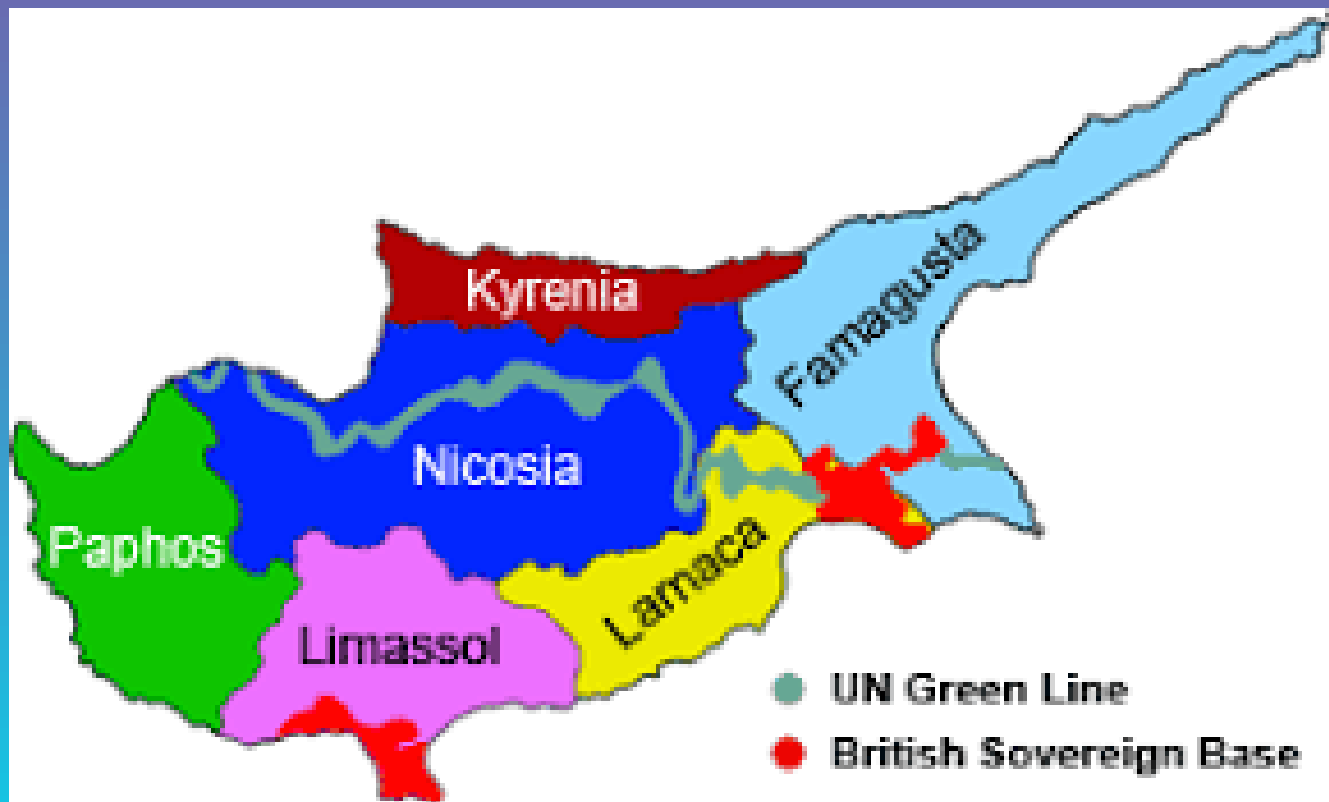 Kyrenia
Famagusta
Nicosia
Paphos
Larnaca
Limassol
UN Green Line
British Sovereign Base